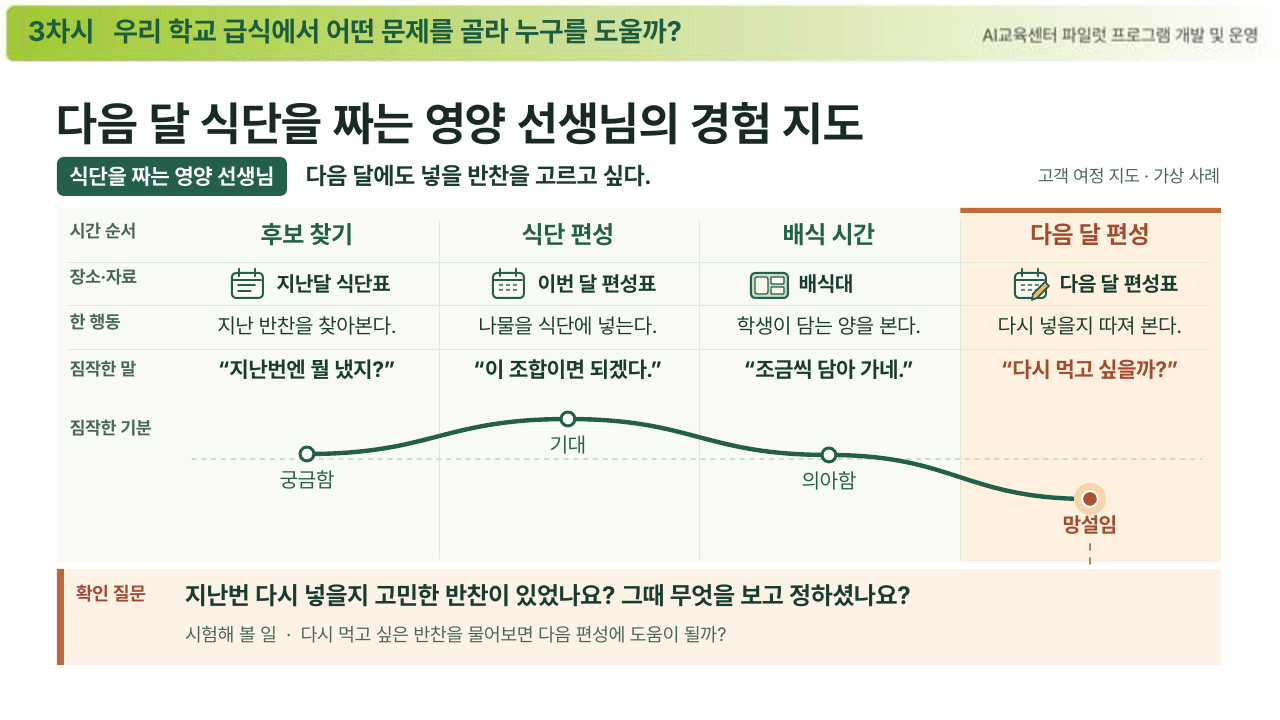 3차시 우리 학교 급식에서 어떤 문제를 골라 누구를 도울까?
AI교육센터 파일럿 프로그램 개발 및 운영
다음 달 식단을 짜는 영양 선생님의 경험 지도
식단을 짜는 영양 선생님 다음 달에도 넣을 반찬을 고르고 싶다.
고객 여정 지도 · 가상 사례
시간 순서 후보 찾기 식단 편성 배식 시간 다음 달 편성
장소·자료 지난달 식단표 이번 달 편성표 배식대 다음 달 편성표
한 행동 지난 반찬을 찾아본다. 나물을 식단에 넣는다. 학생이 담는 양을 본다. 다시 넣을지 따져 본다.
짐작한 말 “지난번엔 뭘 냈지?” “이 조합이면 되겠다.” “조금씩 담아 가네.” “다시 먹고 싶을까?”
짐작한 기분
궁금함 기대 의아함 망설임
확인 질문 지난번 다시 넣을지 고민한 반찬이 있었나요? 그때 무엇을 보고 정하셨나요?
시험해 볼 일 · 다시 먹고 싶은 반찬을 물어보면 다음 편성에 도움이 될까?